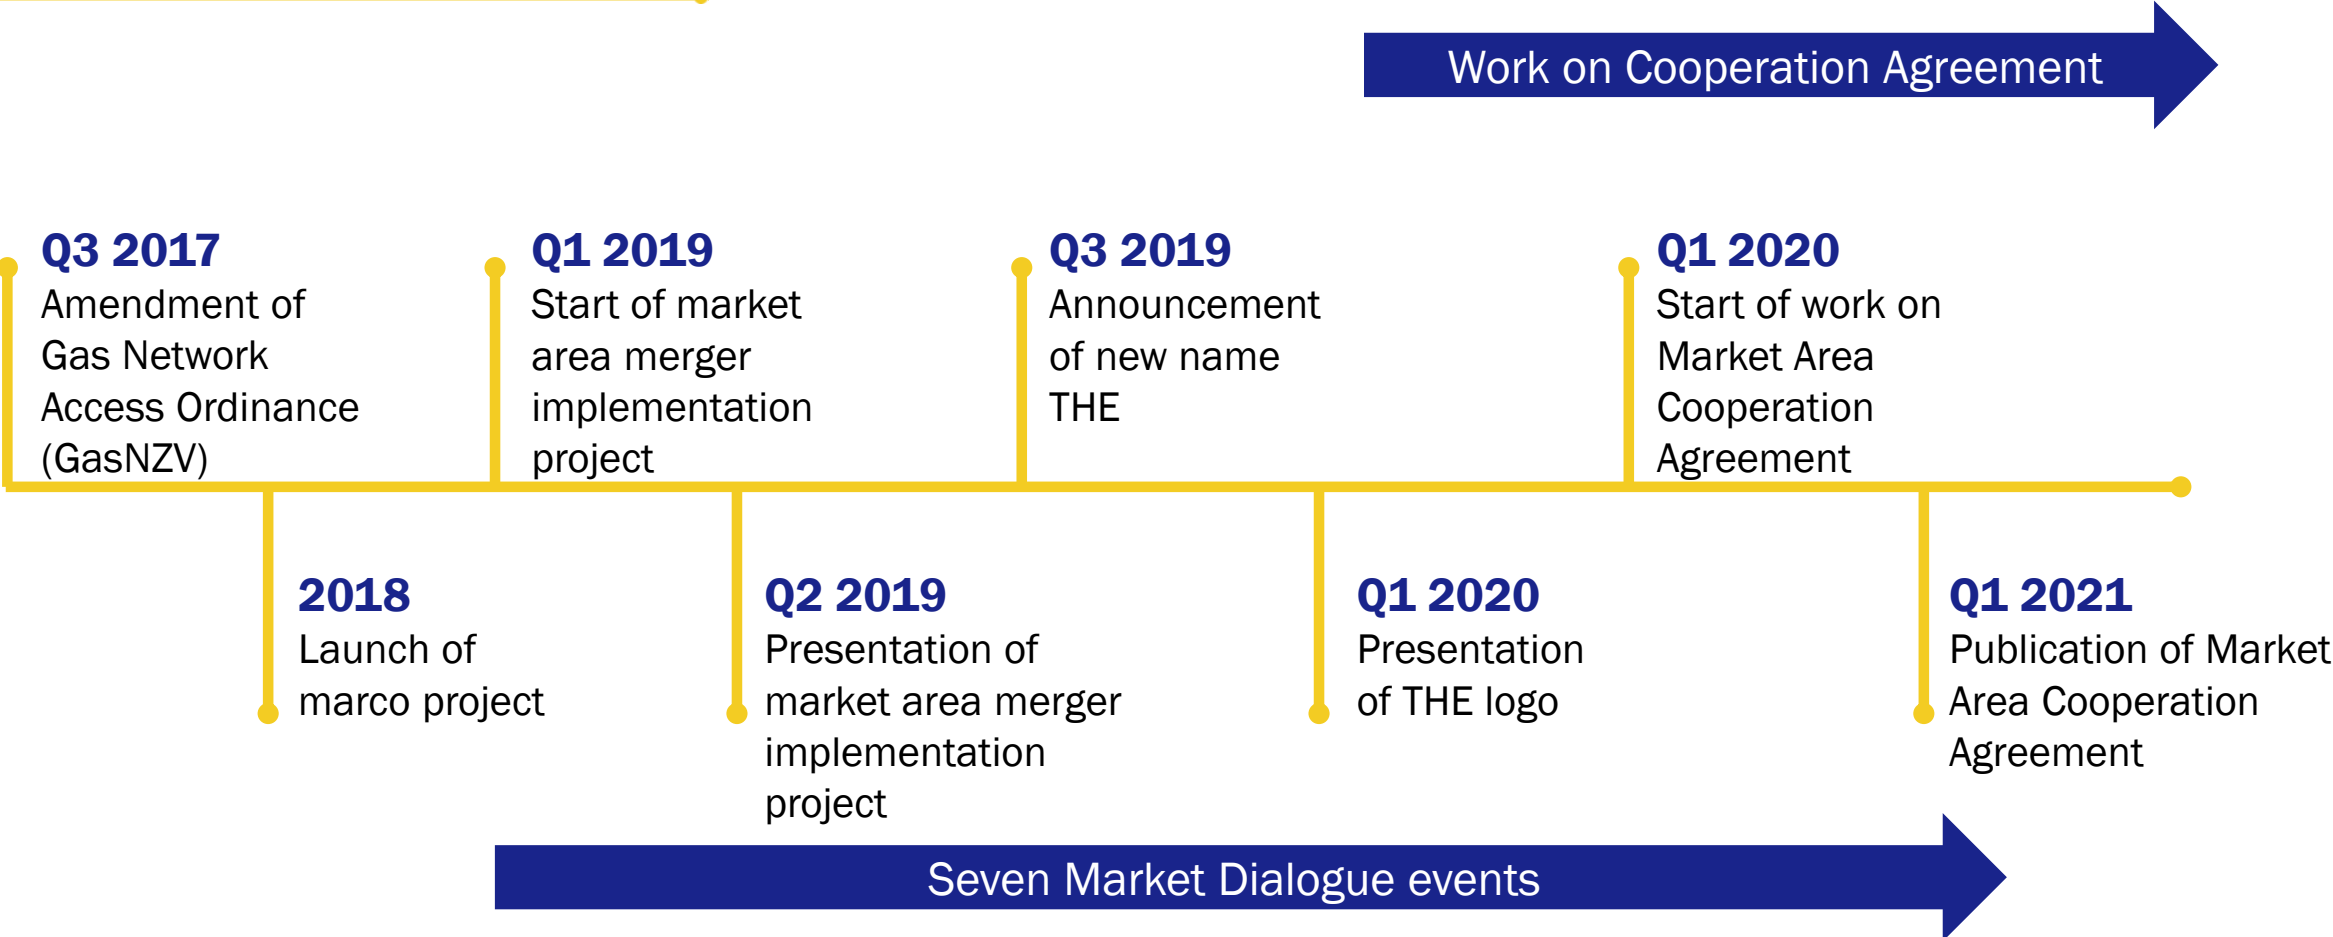 Work on Cooperation Agreement
Q3 2017
Amendment of
Gas Network
Access Ordinance
(GasNZV)
Q1 2019
Start of market
area merger
implementation
project
Q3 2019
Announcement
of new name
THE
Q1 2020
Start of work on
Market Area
Cooperation
Agreement
2018
Launch of
marco project
Q2 2019
Presentation of
market area merger
implementation
project
Q1 2020
Presentation
of THE logo
Q1 2021
Publication of Market
Area Cooperation
Agreement
Seven Market Dialogue events